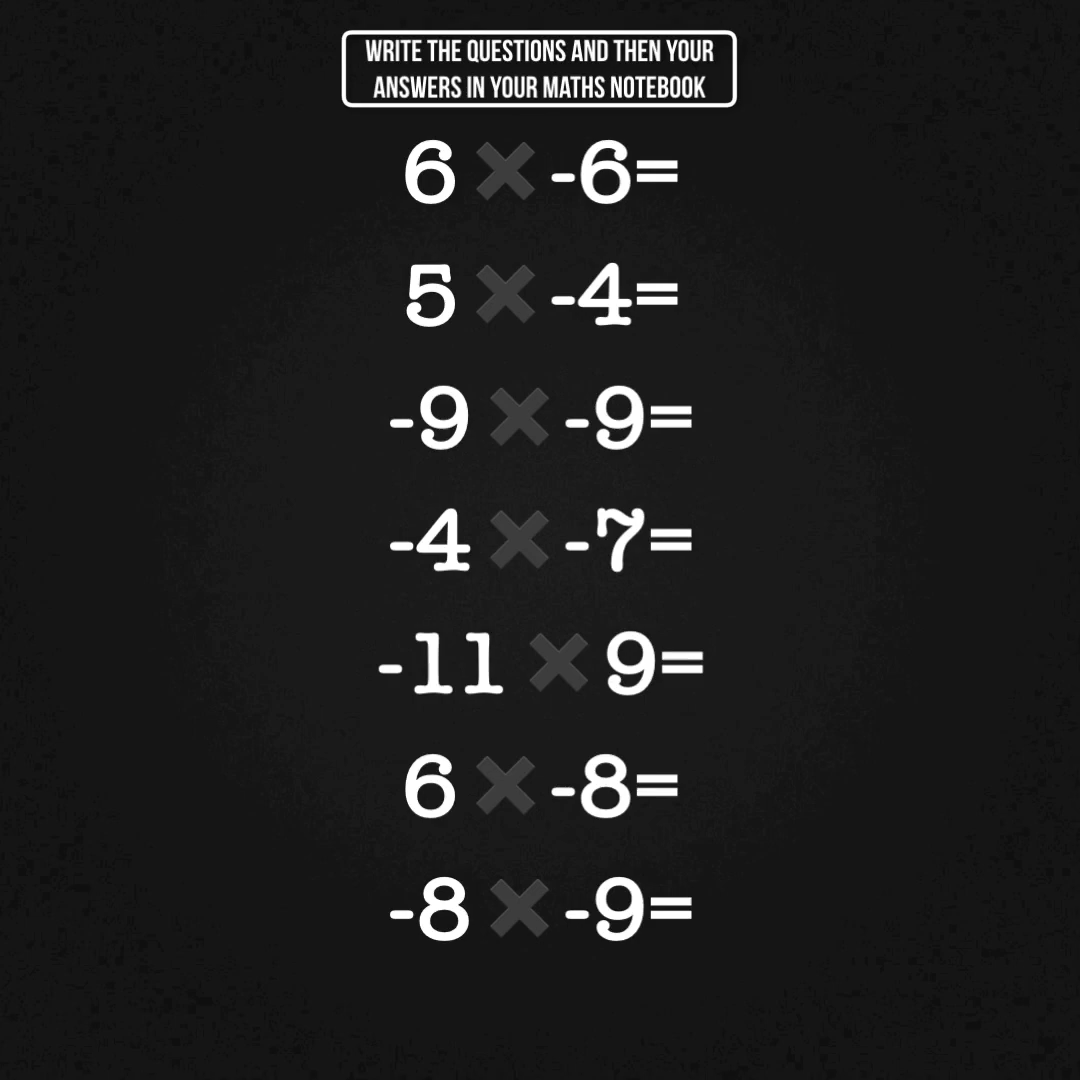 WRITE THE QUESTIONS AND THEN YOUR
ANSWERS IN YOUR MATHS NOTEBOOK
6 ✖ -6=
5 ✖ -4=
-9 ✖ -9=
-4 ✖ -7=
-11 ✖ 9=
6 ✖ -8=
-8 ✖ -9=